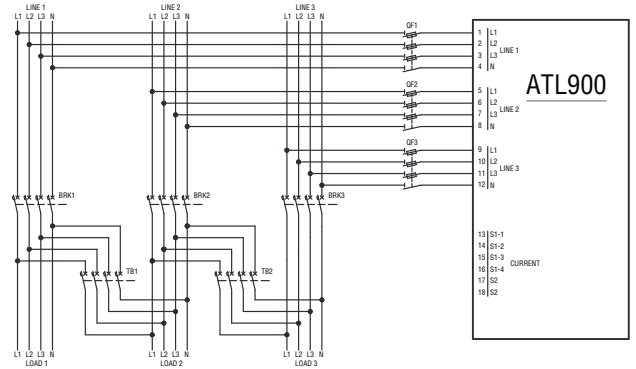 LINE 1 LINE 2 LINE 3
L1 L2 L3 N L1 L2 L3 N L1 L2 L3 N
QF1
1 L1
2 L2
3 L3 LINE 1
4 N
ATL900
QF2
5 L1
6 L2
7 L3 LINE 2
8 N
QF3
9 L1
10 L2
11 L3 LINE 3
12 N
BRK1 BRK2 BRK3
13 S1-1
14 S1-2
15 S1-3 CURRENT
16 S1-4
17 S2
18 S2
TB1 TB2
L1 L2 L3 N L1 L2 L3 N L1 L2 L3 N
LOAD 1 LOAD 2 LOAD 3